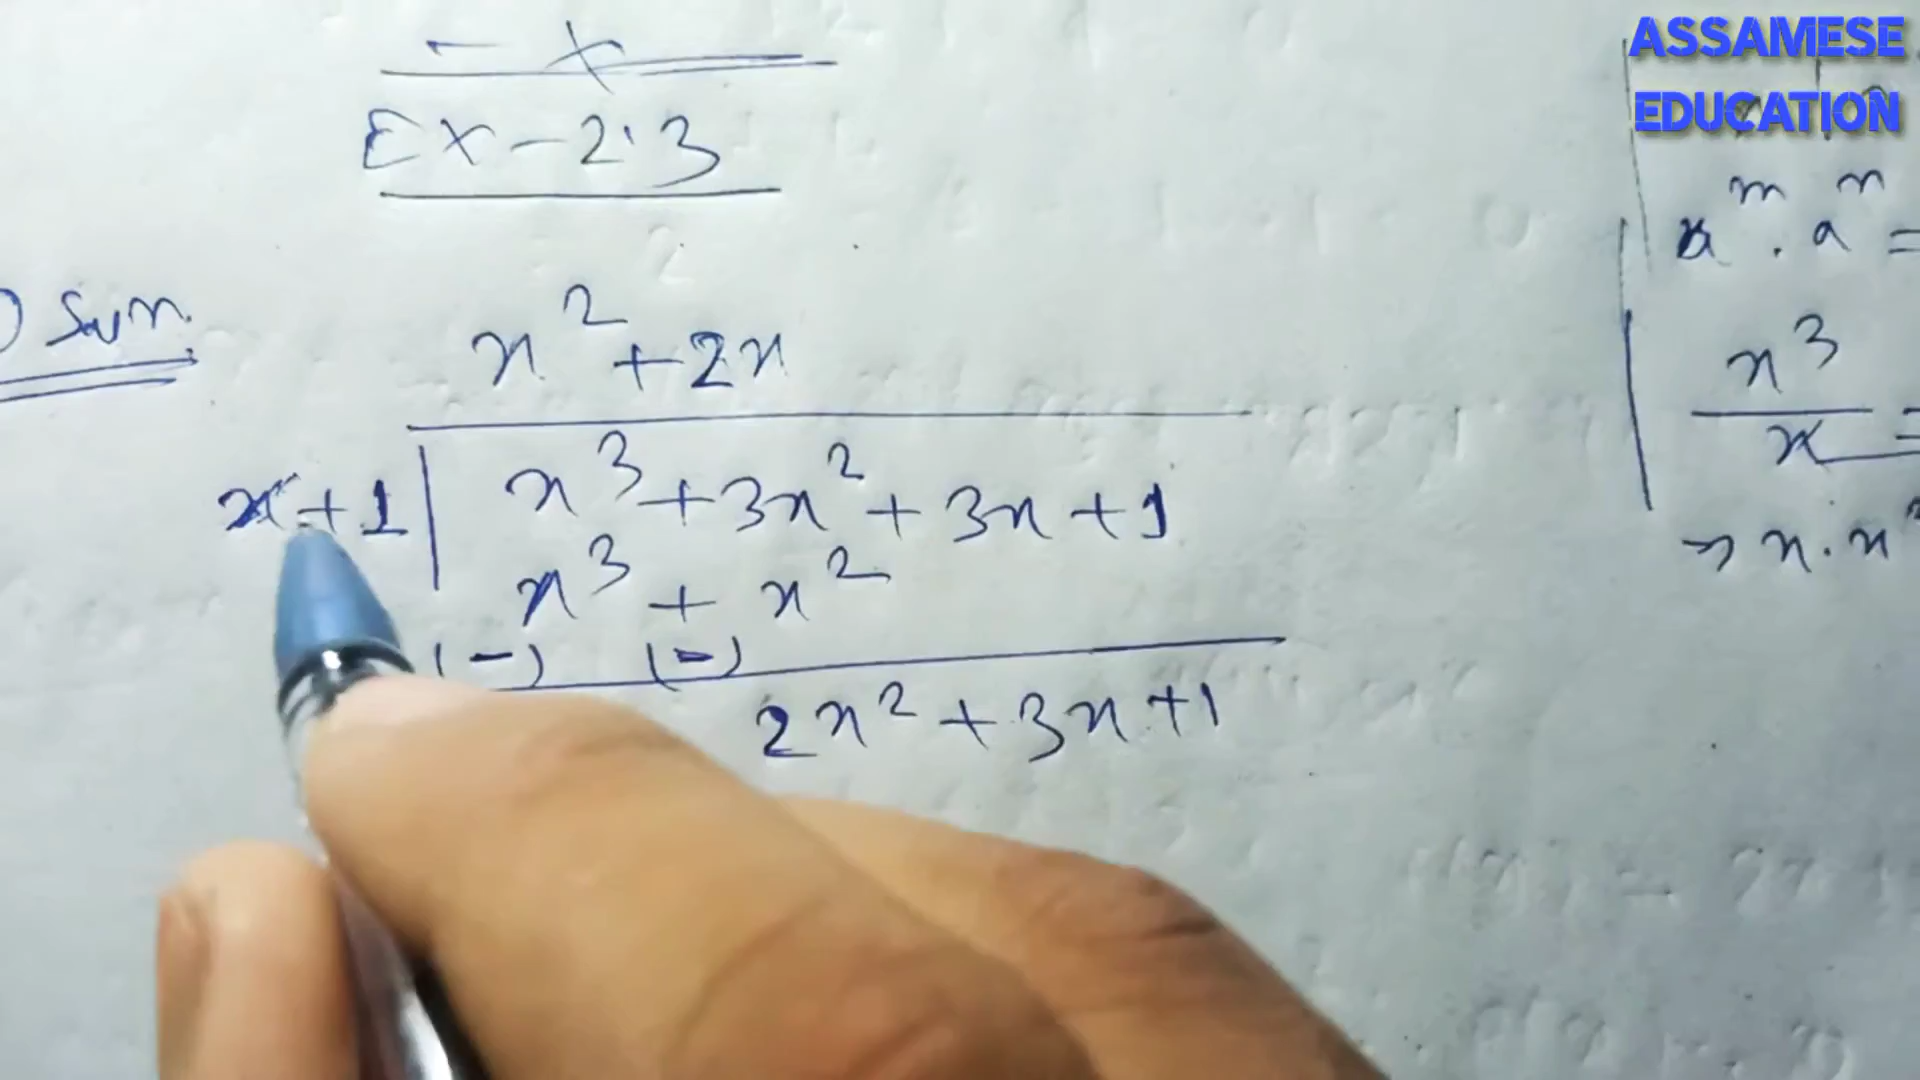 ASSAMESE
EDUCATION
Ex-2.3
Sum.
x² + 2x
x+1 | x³ + 3x² + 3x + 1
x³ + x²
(-) (-)
2x² + 3x + 1
m n
a . a =
x³
x =
→ x . x²